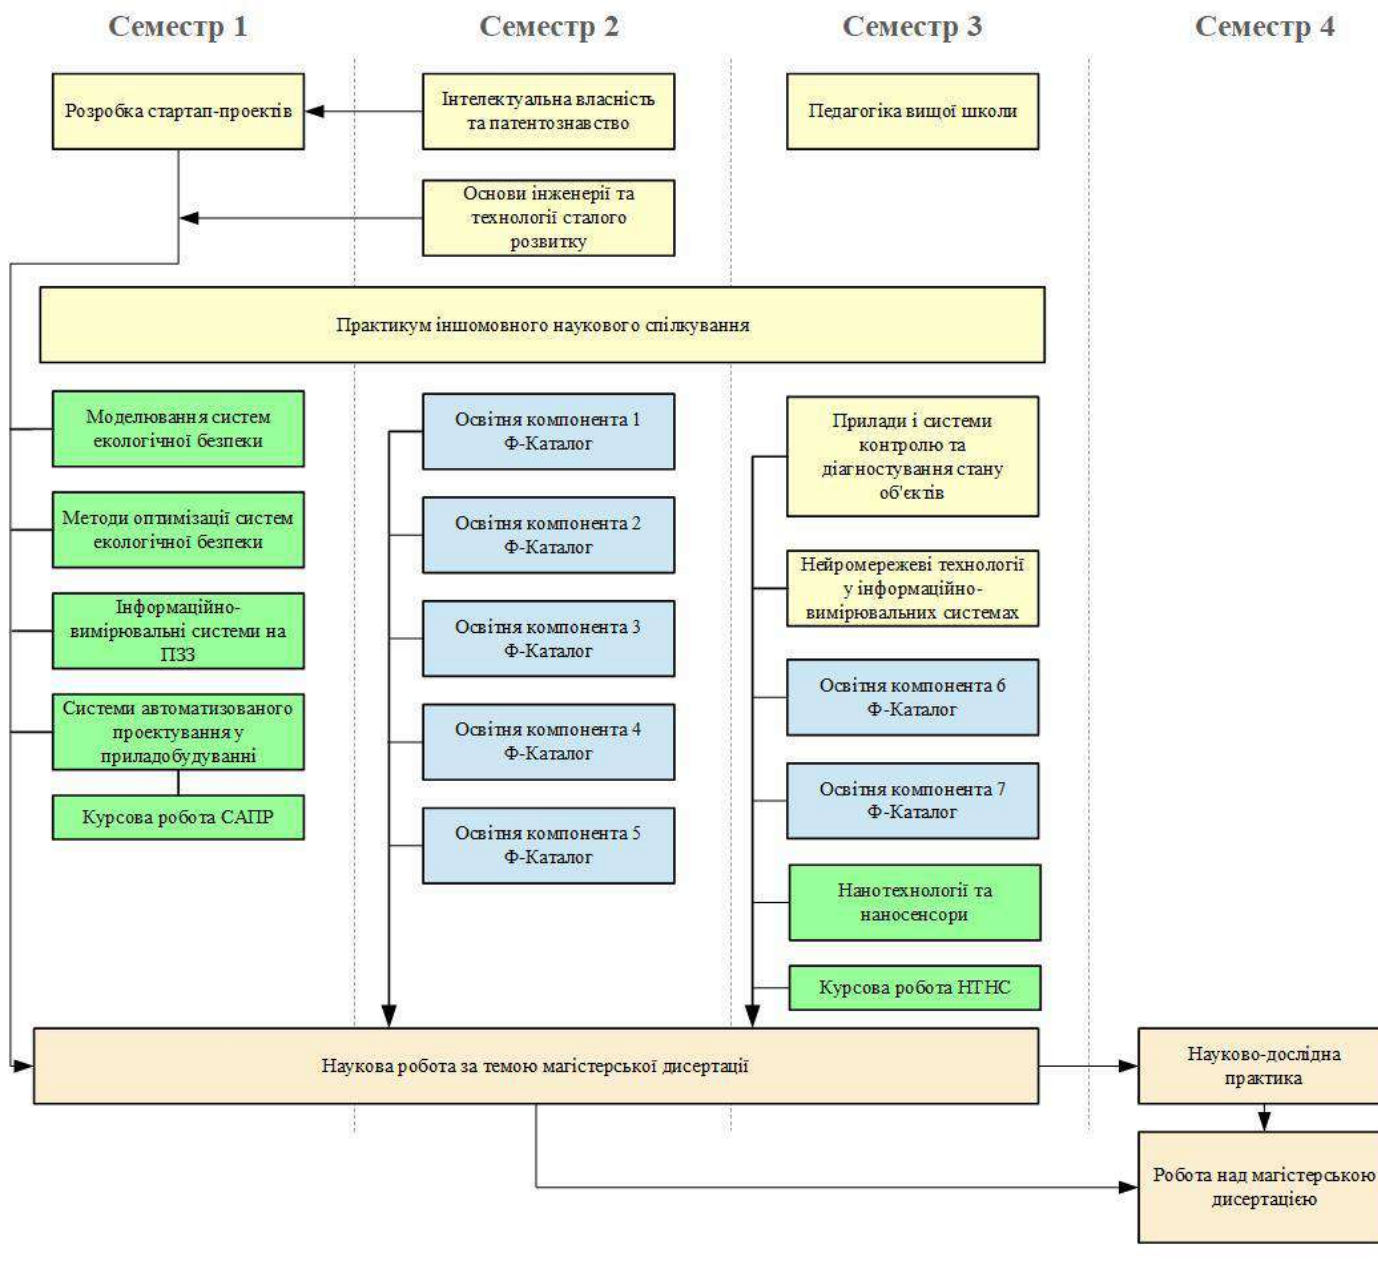 Семестр 1
Семестр 2
Семестр 3
Семестр 4
Розробка стартап-проектів
Інтелектуальна власність
та патентознавство
Педагогіка вищої школи
Основи інженерії та
технології сталого
розвитку
Практикум іншомовного наукового спілкування
Моделювання систем
екологічної безпеки
Методи оптимізації систем
екологічної безпеки
Інформаційно-
вимірювальні системи на
ПЗЗ
Системи автоматизованого
проектування у
приладобудуванні
Курсова робота САПР
Освітня компонента 1
Ф-Каталог
Освітня компонента 2
Ф-Каталог
Освітня компонента 3
Ф-Каталог
Освітня компонента 4
Ф-Каталог
Освітня компонента 5
Ф-Каталог
Прилади і системи
контролю та
діагностування стану
об'єктів
Нейромережеві технології
у інформаційно-
вимірювальних системах
Освітня компонента 6
Ф-Каталог
Освітня компонента 7
Ф-Каталог
Нанотехнології та
наносенсори
Курсова робота НТНС
Наукова робота за темою магістерської дисертації
Науково-дослідна
практика
Робота над магістерською
дисертацією